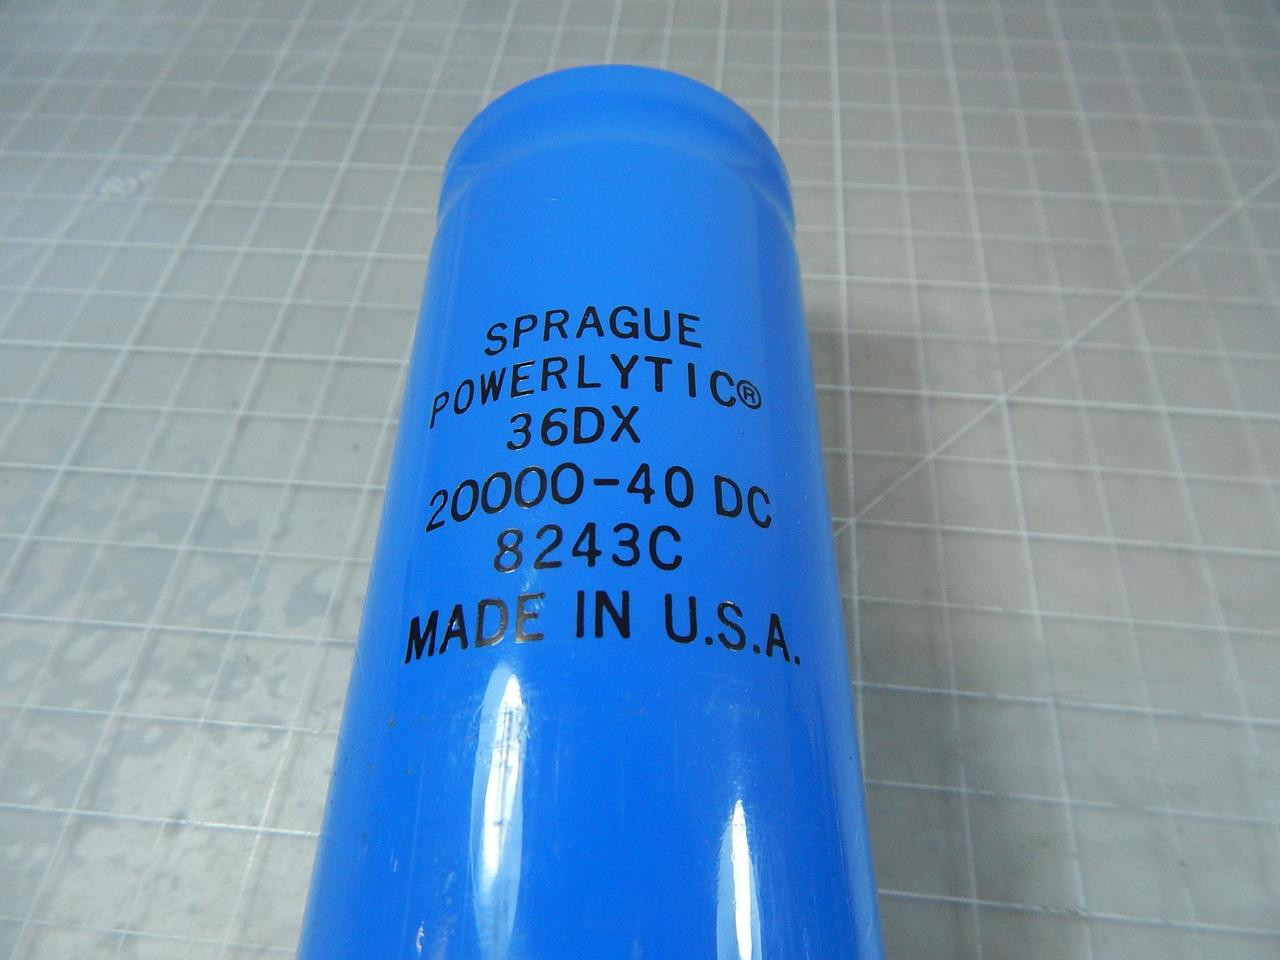 SPRAGUE
POWERLYTIC®
36DX
20000-40 DC
8243C
MADE IN U.S.A.